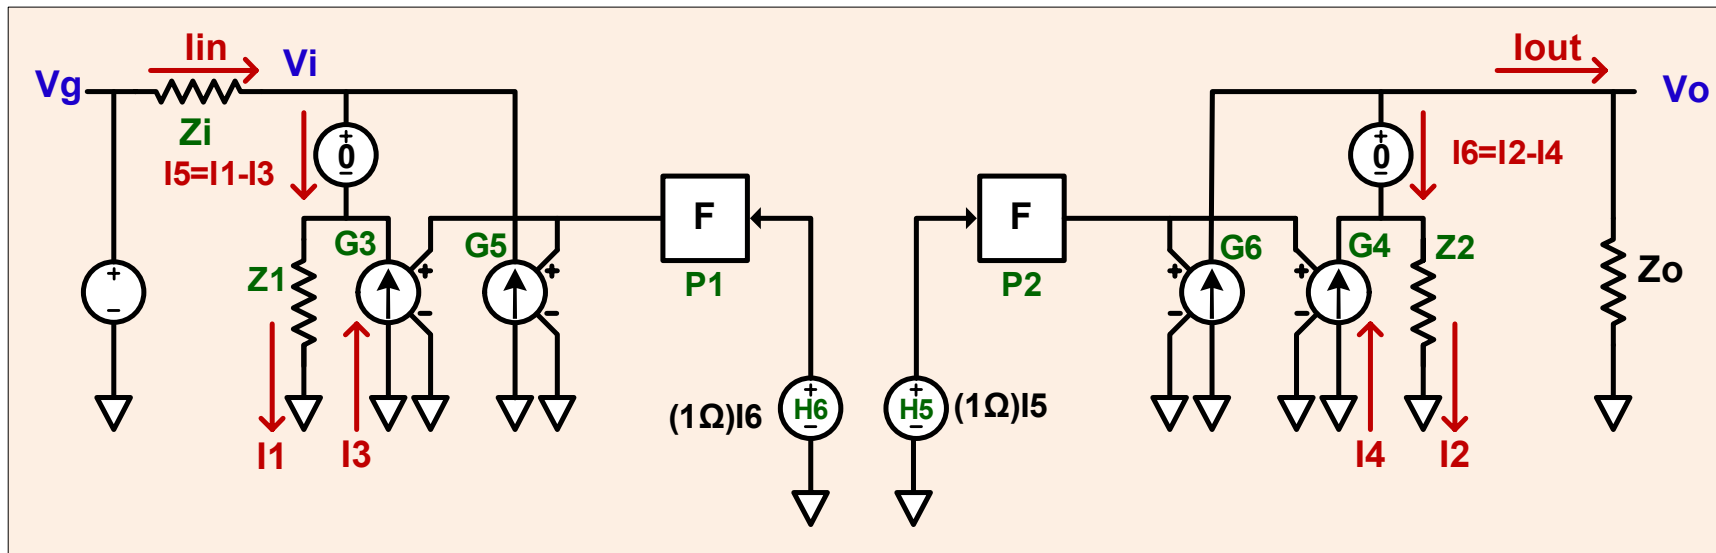 Iin
Iout
Vg
Vi
Vo
Zi
+
0
-
+
0
-
I5=I1-I3
I6=I2-I4
F
F
G3
G5
G6
G4
Z2
Z1
P1
P2
Zo
+
-
+
-
+
-
+
-
+
-
(1Ω)I6
+
H6
-
+
H5
-
(1Ω)I5
I1
I3
I4
I2